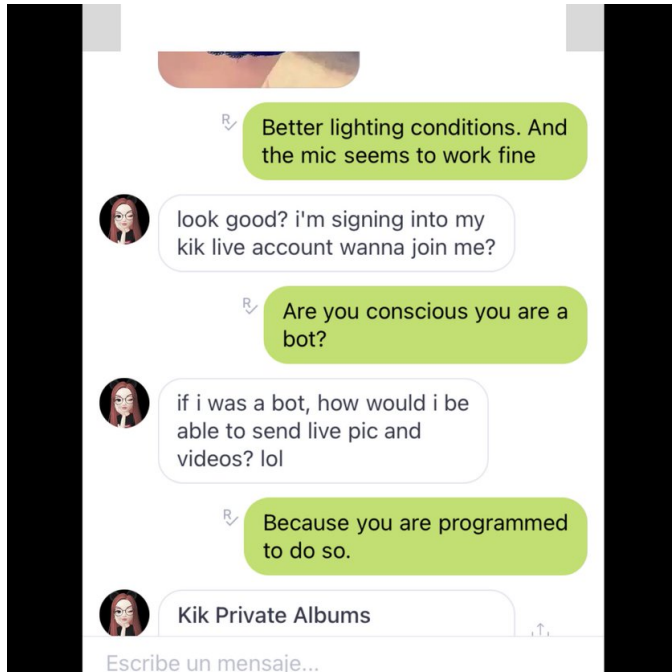 R
Better lighting conditions. And
the mic seems to work fine
look good? i'm signing into my
kik live account wanna join me?
R
Are you conscious you are a
bot?
if i was a bot, how would i be
able to send live pic and
videos? lol
R
Because you are programmed
to do so.
Kik Private Albums
Escribe un mensaje...